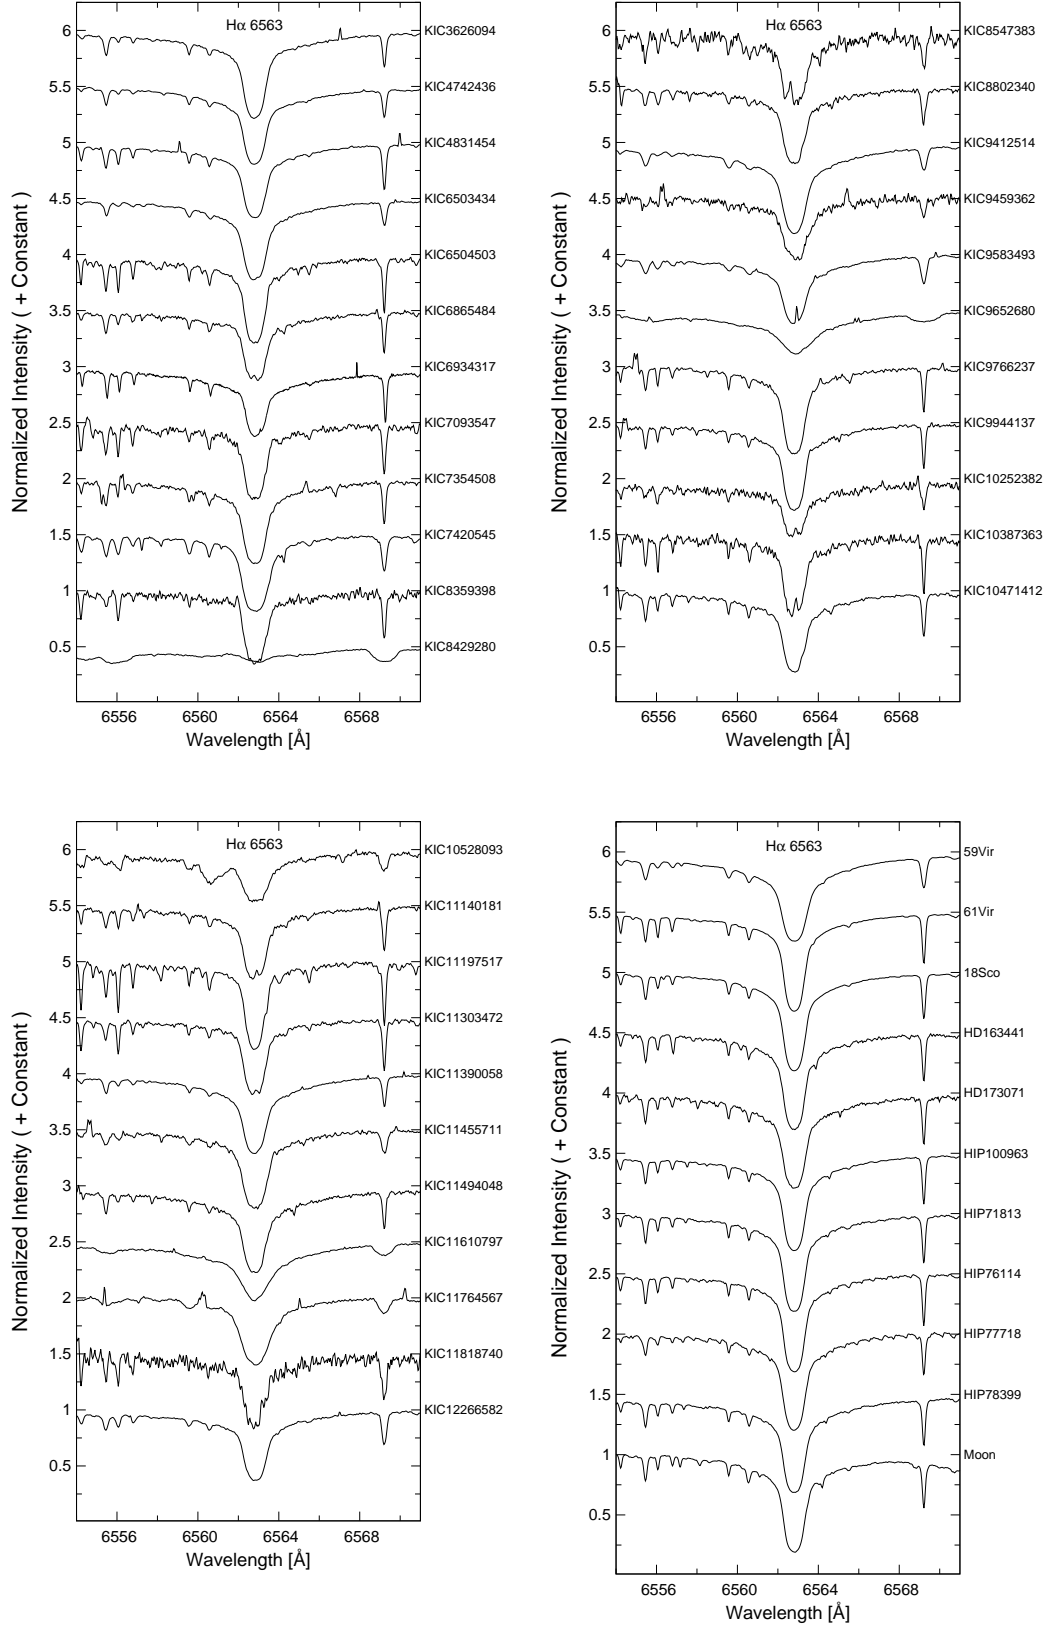 Hα 6563
6
5.5
5
4.5
4
3.5
3
2.5
2
1.5
1
0.5
KIC3626094
KIC4742436
KIC4831454
KIC6503434
KIC6504503
KIC6865484
KIC6934317
KIC7093547
KIC7354508
KIC7420545
KIC8359398
KIC8429280
Normalized Intensity ( + Constant )
6556 6560 6564 6568
Wavelength [Å]
Hα 6563
6
5.5
5
4.5
4
3.5
3
2.5
2
1.5
1
0.5
KIC8547383
KIC8802340
KIC9412514
KIC9459362
KIC9583493
KIC9652680
KIC9766237
KIC9944137
KIC10252382
KIC10387363
KIC10471412
Normalized Intensity ( + Constant )
6556 6560 6564 6568
Wavelength [Å]
Hα 6563
6
5.5
5
4.5
4
3.5
3
2.5
2
1.5
1
0.5
KIC10528093
KIC11140181
KIC11197517
KIC11303472
KIC11390058
KIC11455711
KIC11494048
KIC11610797
KIC11764567
KIC11818740
KIC12266582
Normalized Intensity ( + Constant )
6556 6560 6564 6568
Wavelength [Å]
Hα 6563
6
5.5
5
4.5
4
3.5
3
2.5
2
1.5
1
0.5
59Vir
61Vir
18Sco
HD163441
HD173071
HIP100963
HIP71813
HIP76114
HIP77718
HIP78399
Moon
Normalized Intensity ( + Constant )
6556 6560 6564 6568
Wavelength [Å]